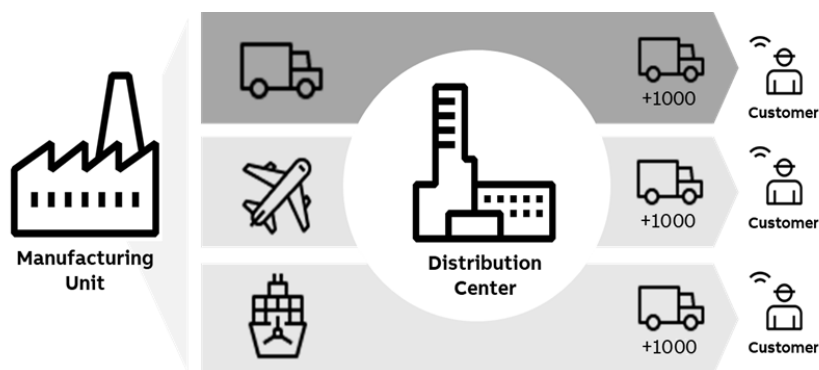 +1000
Customer
+1000
Customer
Manufacturing
Unit
Distribution
Center
+1000
Customer